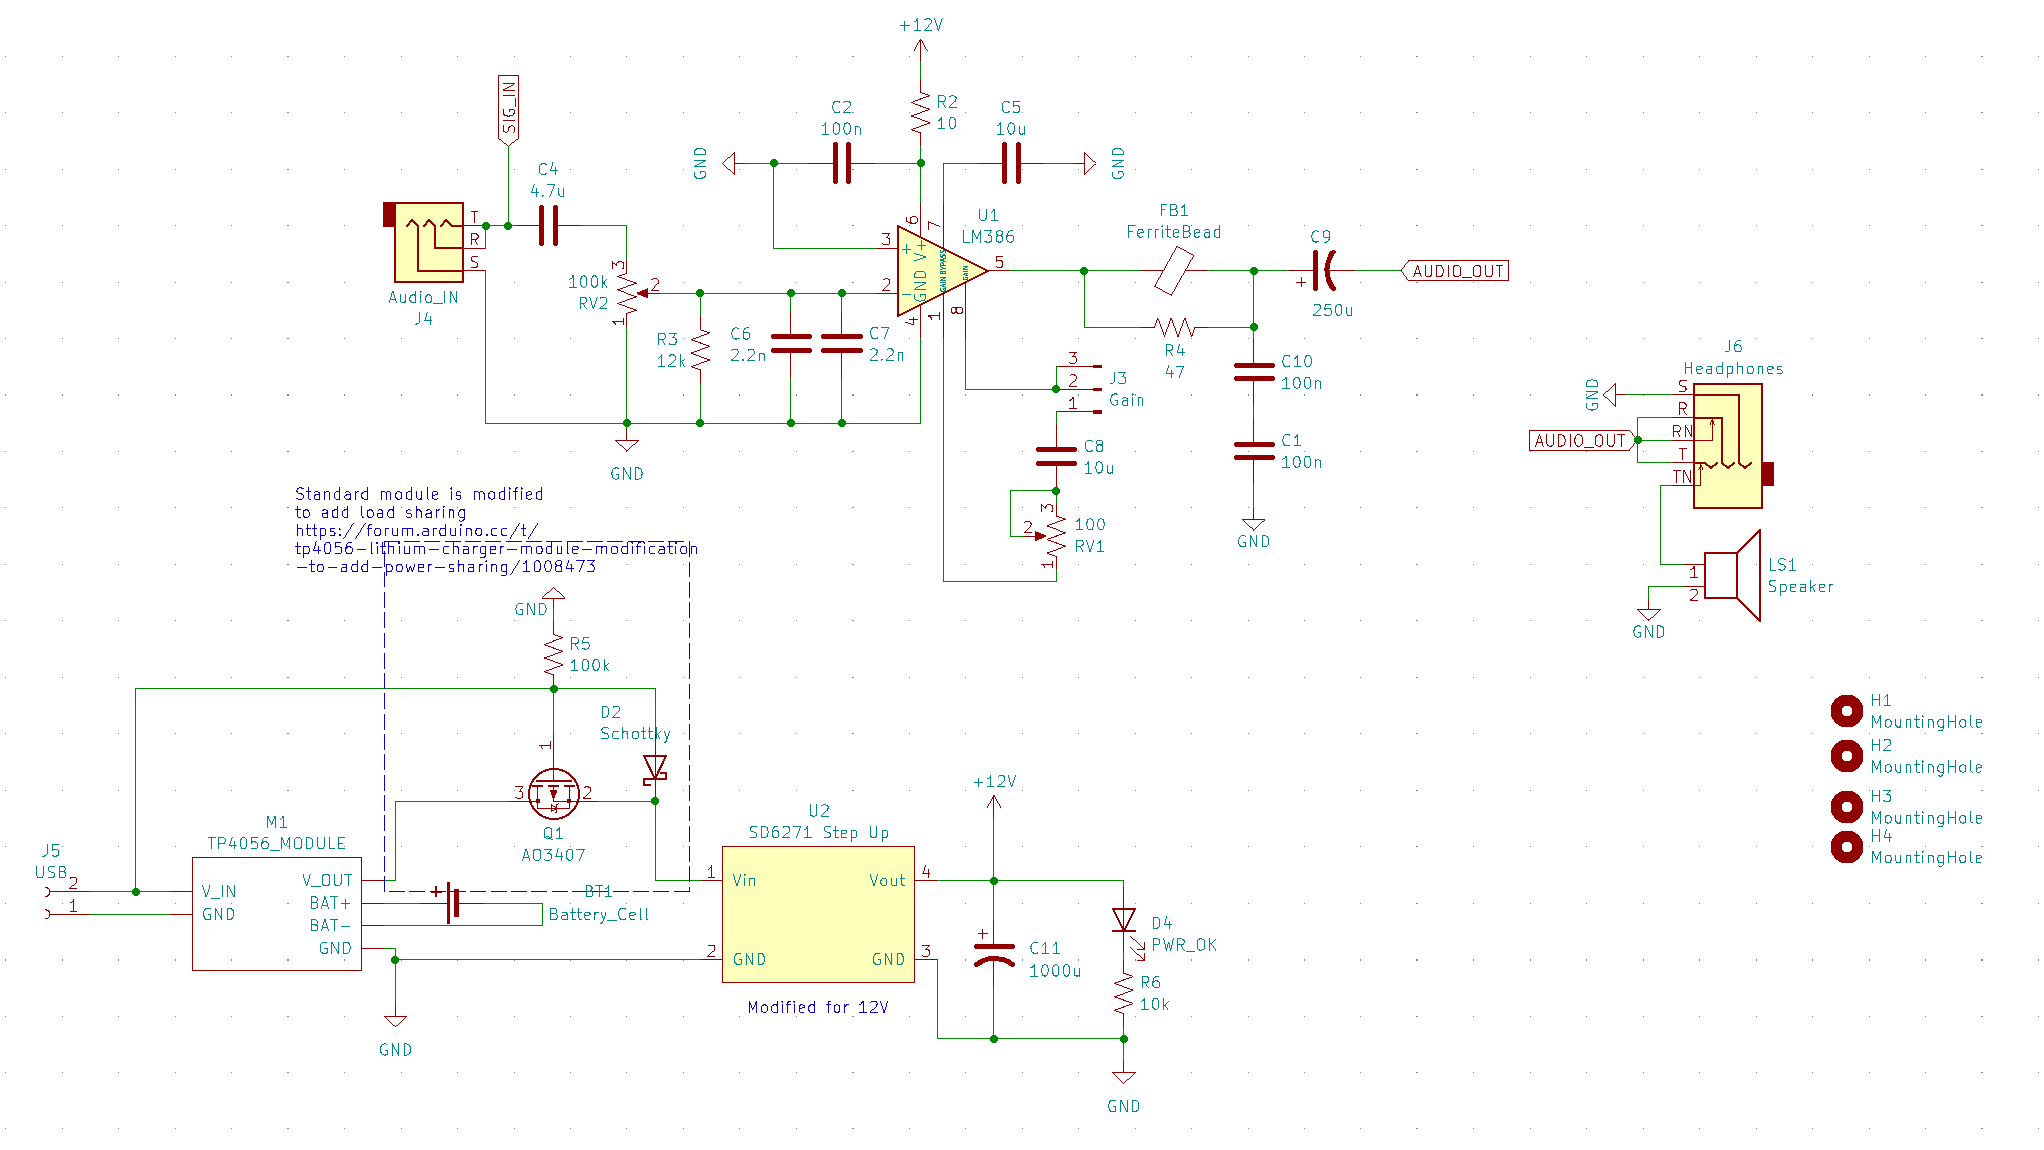 +12V
R2
10
C2
100n
C5
10u
SIG_IN
GND
GND
C4
4.7u
T
R
S
Audio_IN
J4
100k
RV2
3
2
1
R3
12k
C6
2.2n
C7
2.2n
GND
U1
LM386
6
7
3
2
5
4
1
8
+
−
V+
GND
GAIN
BYPASS
GAIN
FB1
FerriteBead
R4
47
C9
+
250u
AUDIO_OUT
C10
100n
C1
100n
GND
3
2
1
J3
Gain
C8
10u
3
2
1
100
RV1
J6
Headphones
GND
S
R
RN
T
TN
AUDIO_OUT
1
2
LS1
Speaker
GND
Standard module is modified
to add load sharing
https://forum.arduino.cc/t/
tp4056-lithium-charger-module-modification
-to-add-power-sharing/1008473
GND
R5
100k
D2
Schottky
1
3
2
Q1
AO3407
H1
MountingHole
H2
MountingHole
H3
MountingHole
H4
MountingHole
J5
USB
2
1
M1
TP4056_MODULE
V_IN
GND
V_OUT
BAT+
BAT-
GND
+
BT1
Battery_Cell
GND
U2
SD6271 Step Up
1
Vin
2
GND
Vout
4
GND
3
Modified for 12V
+12V
+
C11
1000u
D4
PWR_OK
R6
10k
GND